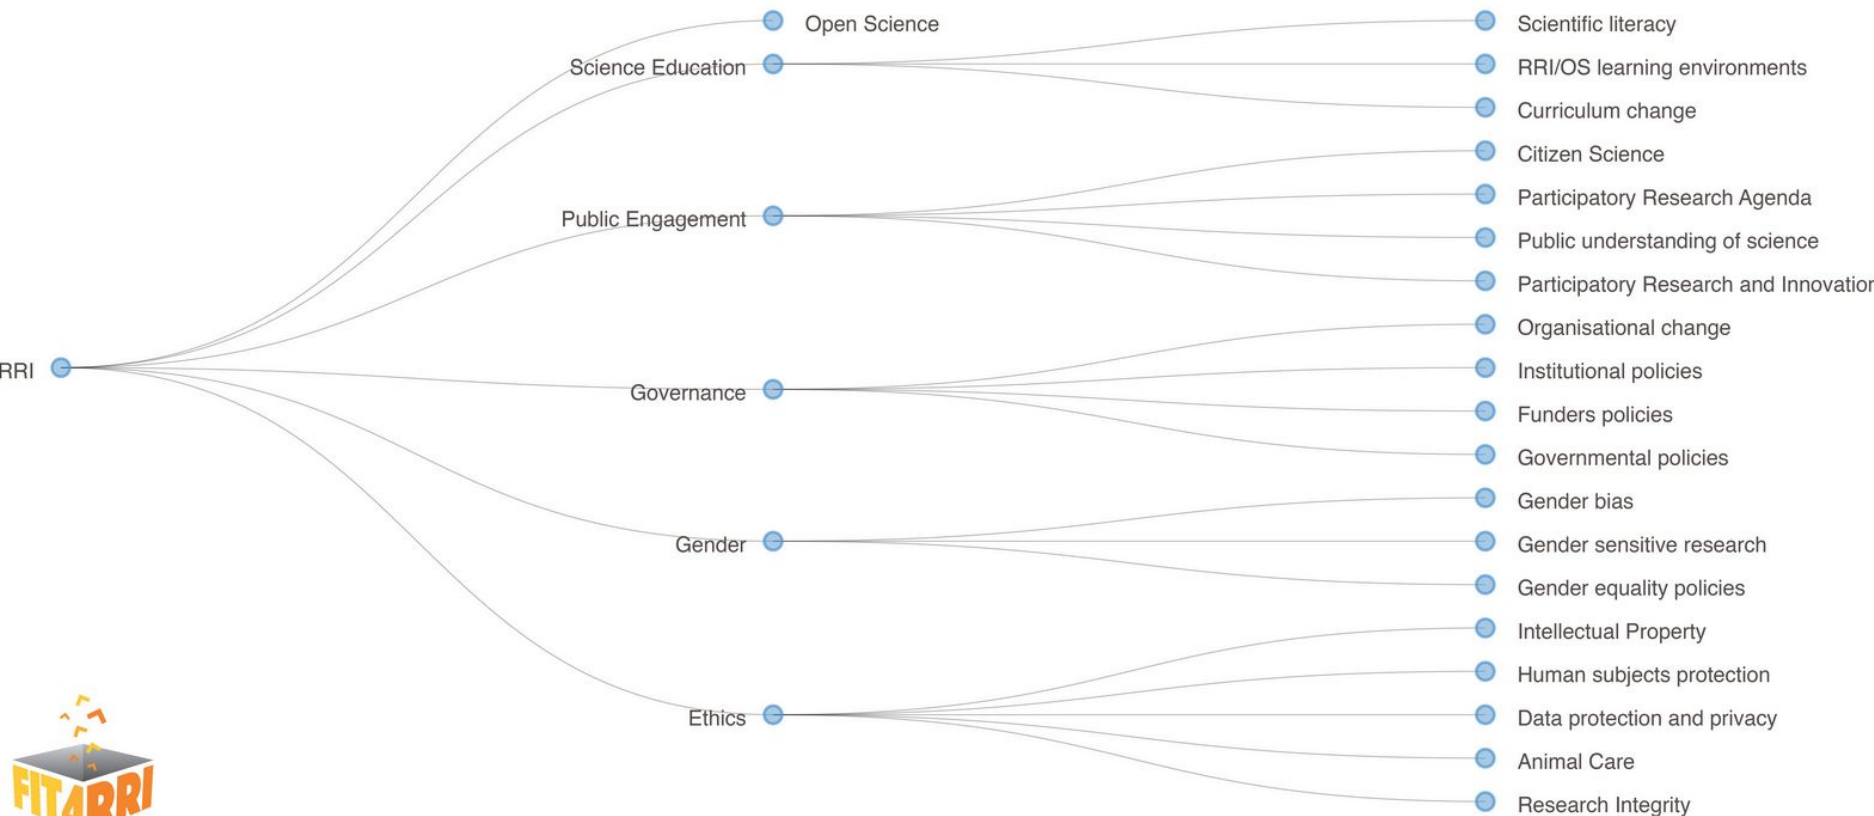 RRI
Open Science
Science Education
Scientific literacy
RRI/OS learning environments
Curriculum change
Public Engagement
Citizen Science
Participatory Research Agenda
Public understanding of science
Participatory Research and Innovation
Governance
Organisational change
Institutional policies
Funders policies
Governmental policies
Gender
Gender bias
Gender sensitive research
Gender equality policies
Ethics
Intellectual Property
Human subjects protection
Data protection and privacy
Animal Care
Research Integrity
FIT4RRI